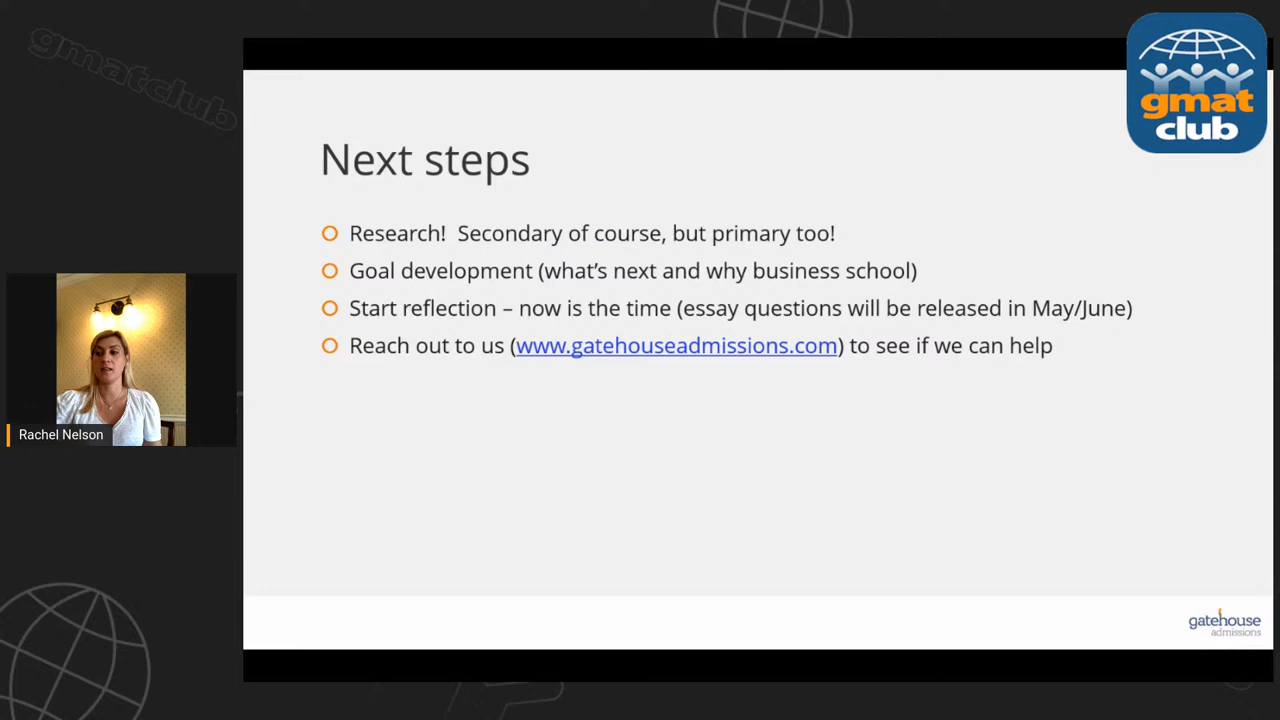 gmatclub
gmat
club
Next steps
Research!  Secondary of course, but primary too!
Goal development (what's next and why business school)
Start reflection – now is the time (essay questions will be released in May/June)
Reach out to us (www.gatehouseadmissions.com) to see if we can help
Rachel Nelson
gatehouse
admissions